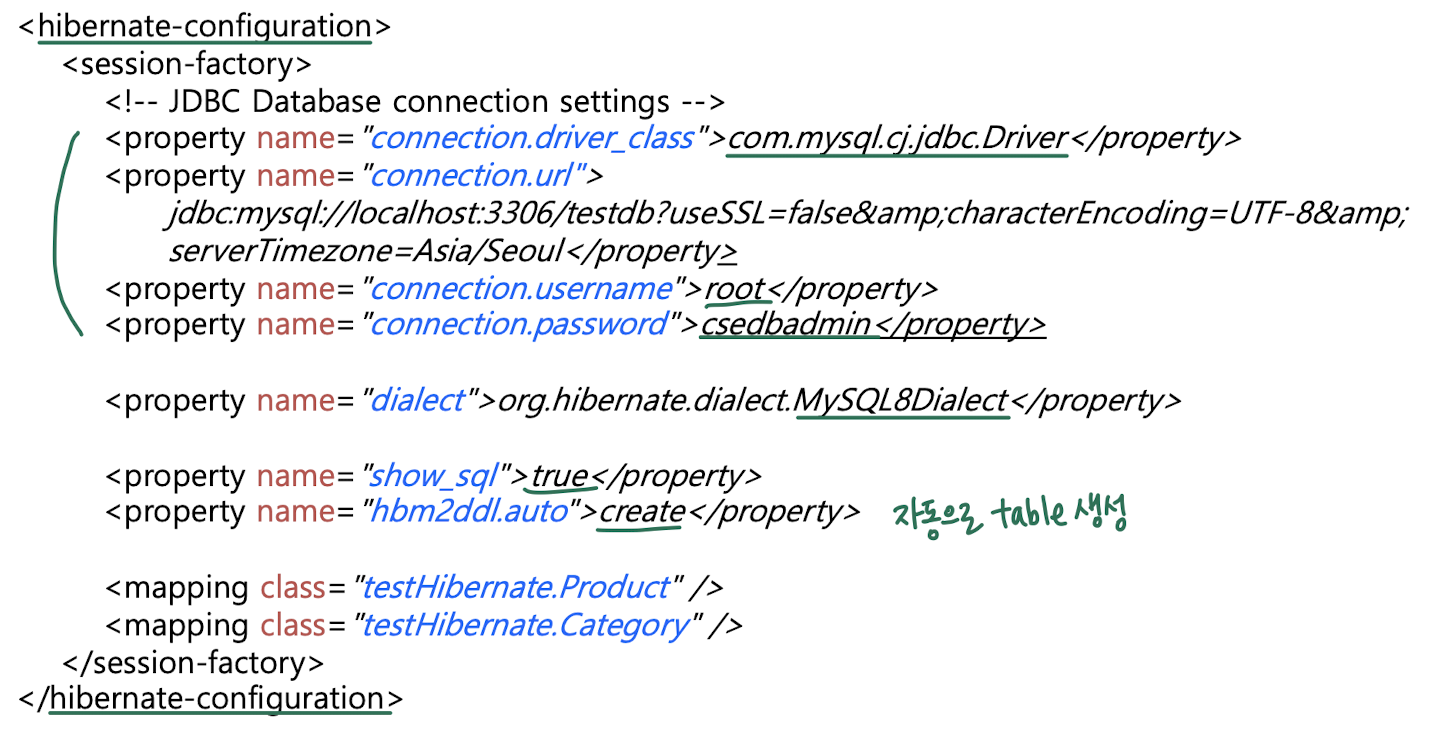 <hibernate-configuration>
<session-factory>
<!-- JDBC Database connection settings -->
<property name="connection.driver_class">com.mysql.cj.jdbc.Driver</property>
<property name="connection.url">
jdbc:mysql://localhost:3306/testdb?useSSL=false&amp;characterEncoding=UTF-8&amp;
serverTimezone=Asia/Seoul</property>
<property name="connection.username">root</property>
<property name="connection.password">csedbadmin</property>
<property name="dialect">org.hibernate.dialect.MySQL8Dialect</property>
<property name="show_sql">true</property>
<property name="hbm2ddl.auto">create</property> 자동으로 table 생성
<mapping class="testHibernate.Product" />
<mapping class="testHibernate.Category" />
</session-factory>
</hibernate-configuration>